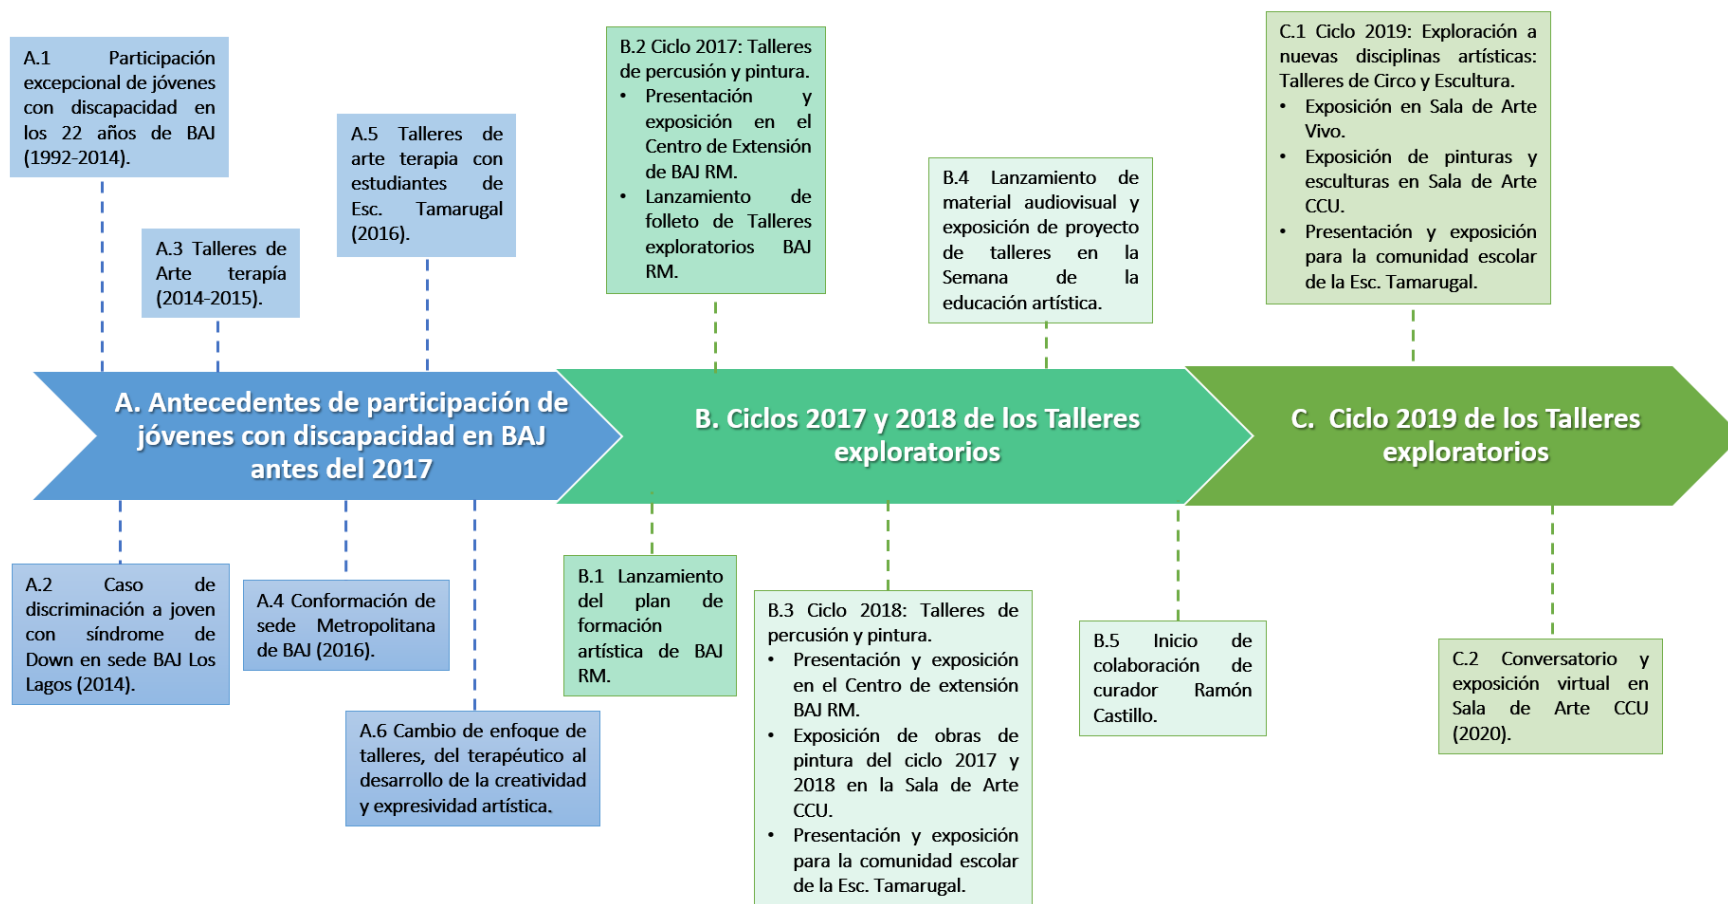 A.1 Participación
excepcional de jóvenes
con discapacidad en
los 22 años de BAJ
(1992-2014).
A.3 Talleres de
Arte terapía
(2014-2015).
A.5 Talleres de
arte terapia con
estudiantes de
Esc. Tamarugal
(2016).
B.2 Ciclo 2017: Talleres
de percusión y pintura.
• Presentación y
exposición en el
Centro de Extensión
de BAJ RM.
• Lanzamiento de
folleto de Talleres
exploratorios BAJ
RM.
B.4 Lanzamiento de
material audiovisual y
exposición de proyecto
de talleres en la
Semana de la
educación artística.
C.1 Ciclo 2019: Exploración a
nuevas disciplinas artísticas:
Talleres de Circo y Escultura.
• Exposición en Sala de Arte
Vivo.
• Exposición de pinturas y
esculturas en Sala de Arte
CCU.
• Presentación y exposición
para la comunidad escolar
de la Esc. Tamarugal.
A. Antecedentes de participación de
jóvenes con discapacidad en BAJ
antes del 2017
B. Ciclos 2017 y 2018 de los Talleres
exploratorios
C. Ciclo 2019 de los Talleres
exploratorios
A.2 Caso de
discriminación a joven
con síndrome de
Down en sede BAJ Los
Lagos (2014).
A.4 Conformación de
sede Metropolitana
de BAJ (2016).
A.6 Cambio de enfoque de
talleres, del terapéutico al
desarrollo de la creatividad
y expresividad artística.
B.1 Lanzamiento
del plan de
formación
artística de BAJ
RM.
B.3 Ciclo 2018: Talleres de
percusión y pintura.
• Presentación y exposición
en el Centro de extensión
BAJ RM.
• Exposición de obras de
pintura del ciclo 2017 y
2018 en la Sala de Arte
CCU.
• Presentación y exposición
para la comunidad escolar
de la Esc. Tamarugal.
B.5 Inicio de
colaboración de
curador Ramón
Castillo.
C.2 Conversatorio y
exposición virtual en
Sala de Arte CCU
(2020).